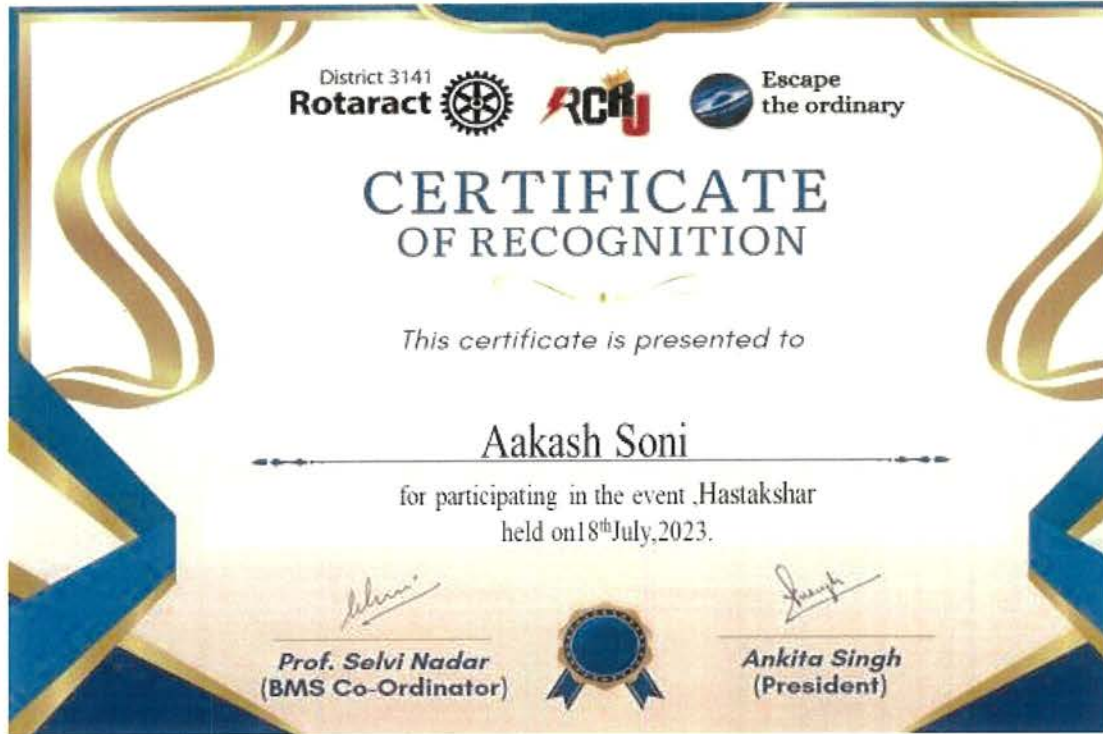 District 3141
Rotaract
RCRJ
Escape
the ordinary
CERTIFICATE
OF RECOGNITION
This certificate is presented to
Aakash Soni
for participating in the event ,Hastakshar
held on18thJuly,2023.
Prof. Selvi Nadar
(BMS Co-Ordinator)
Ankita Singh
(President)